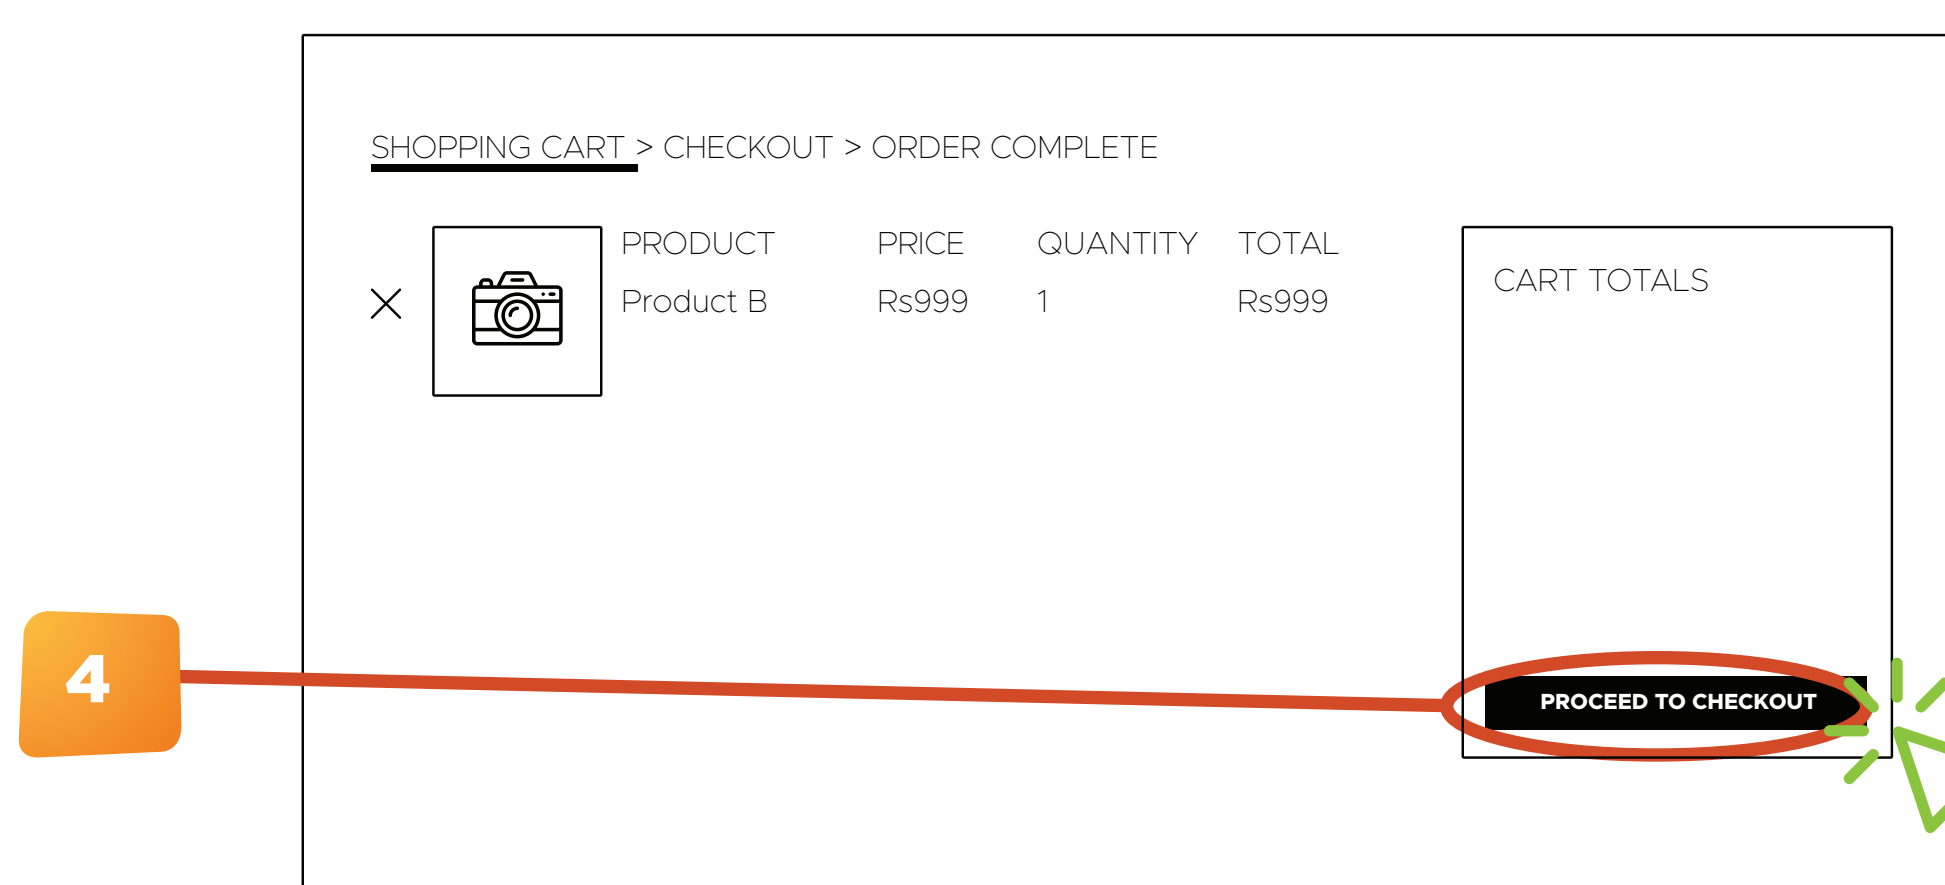 SHOPPING CART > CHECKOUT > ORDER COMPLETE
PRODUCT PRICE QUANTITY TOTAL
Product B Rs999 1 Rs999
CART TOTALS
4
PROCEED TO CHECKOUT